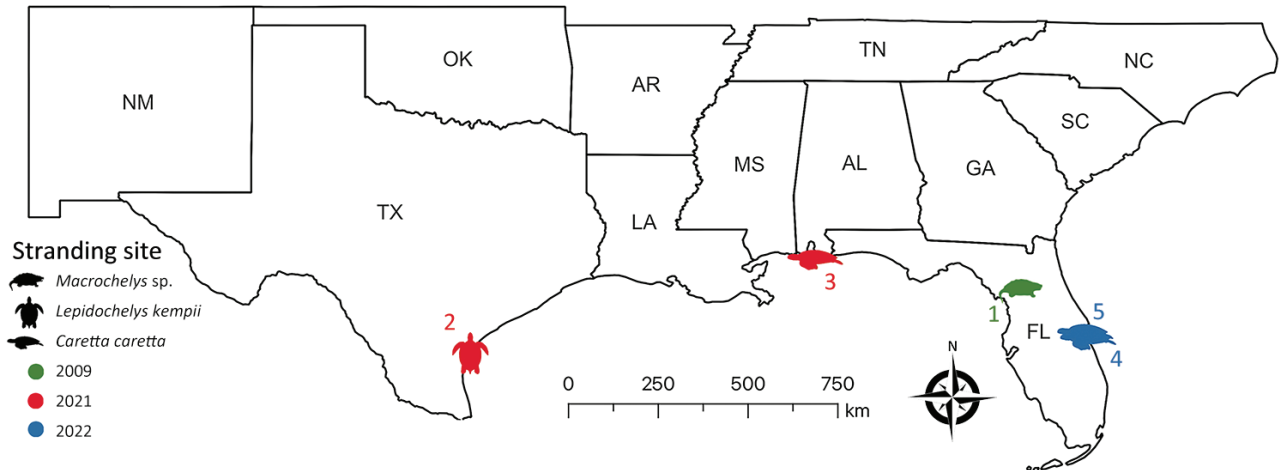 OK
TN
NC
NM
AR
SC
MS
AL
GA
TX
LA
Stranding site
Macrochelys sp.
Lepidochelys kempii
Caretta caretta
2009
2021
2022
2
3
1
FL
5
4
N
0 250 500 750
km